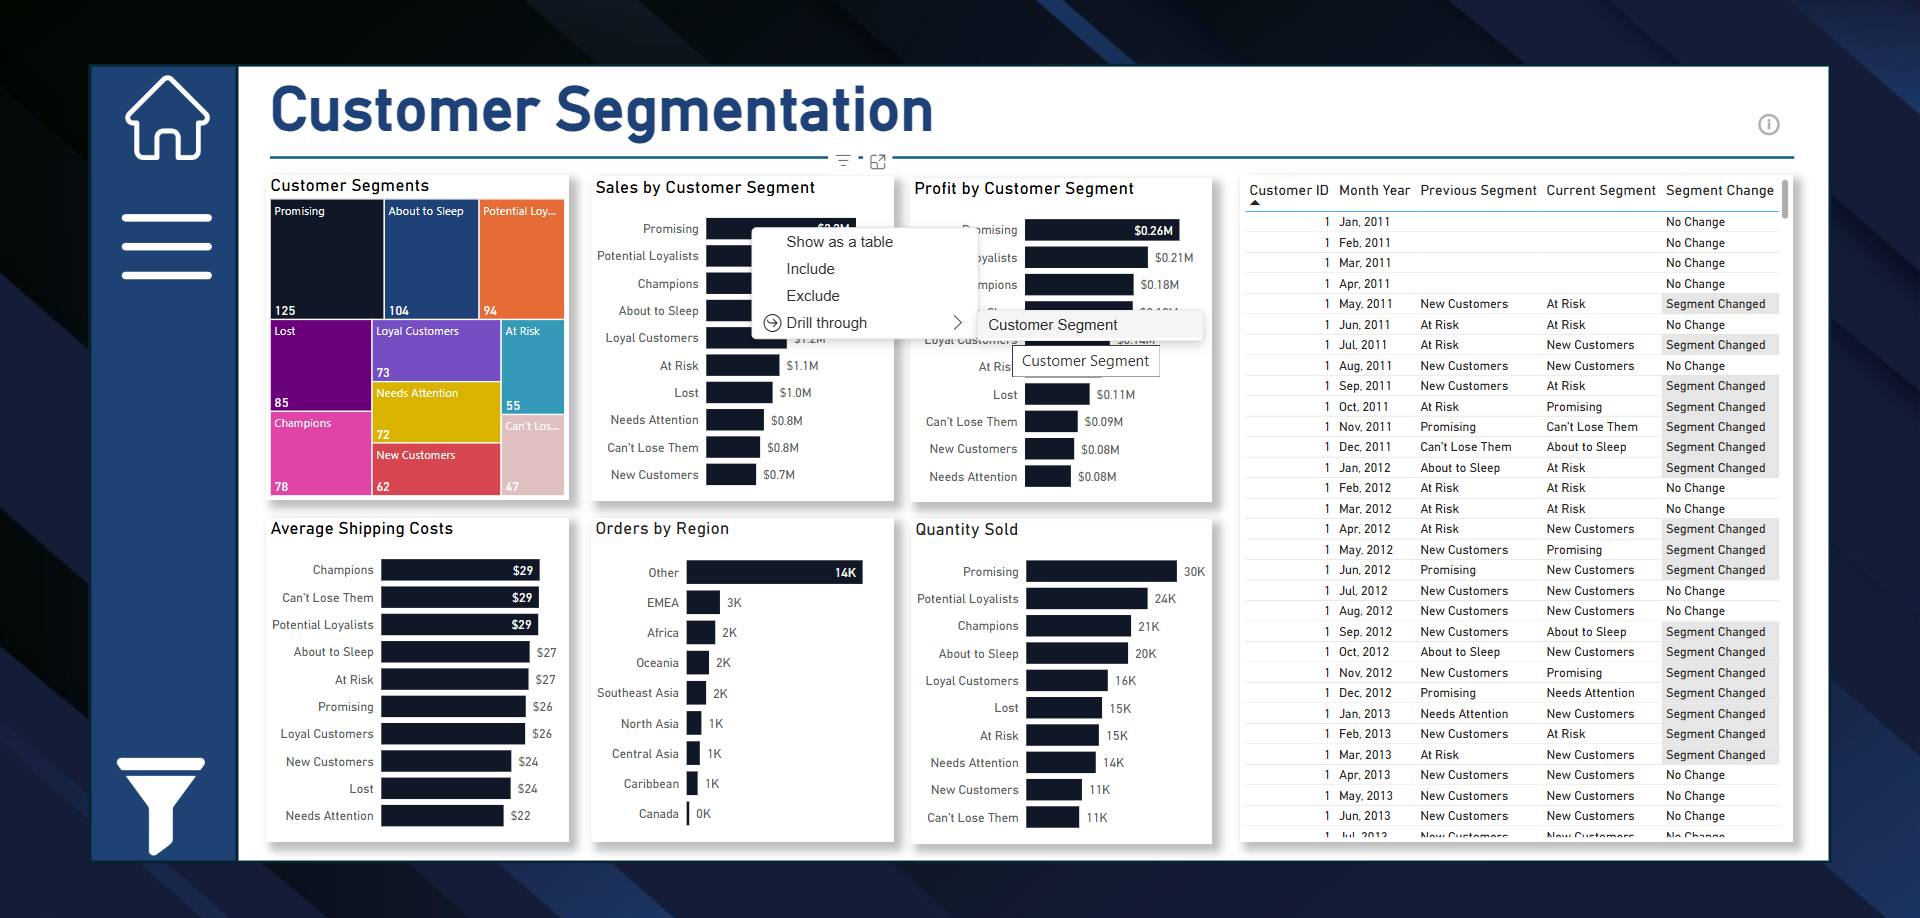 Customer Segmentation
Customer Segments
Promising
125
About to Sleep
104
Potential Loy...
94
Lost
85
Loyal Customers
73
At Risk
55
Needs Attention
72
Champions
78
New Customers
62
Can't Los...
47
Sales by Customer Segment
Promising
Potential Loyalists
Champions
About to Sleep
Loyal Customers
At Risk $1.1M
Lost $1.0M
Needs Attention $0.8M
Can't Lose Them $0.8M
New Customers $0.7M
Show as a table
Include
Exclude
Drill through
Customer Segment
Customer Segment
Profit by Customer Segment
$0.26M
$0.21M
$0.18M
Lost $0.11M
Can't Lose Them $0.09M
New Customers $0.08M
Needs Attention $0.08M
Average Shipping Costs
Champions $29
Can't Lose Them $29
Potential Loyalists $29
About to Sleep $27
At Risk $27
Promising $26
Loyal Customers $26
New Customers $24
Lost $24
Needs Attention $22
Orders by Region
Other 14K
EMEA 3K
Africa 2K
Oceania 2K
Southeast Asia 2K
North Asia 1K
Central Asia 1K
Caribbean 1K
Canada 0K
Quantity Sold
Promising 30K
Potential Loyalists 24K
Champions 21K
About to Sleep 20K
Loyal Customers 16K
Lost 15K
At Risk 15K
Needs Attention 14K
New Customers 11K
Can't Lose Them 11K
Customer ID Month Year Previous Segment Current Segment Segment Change
1 Jan, 2011 No Change
1 Feb, 2011 No Change
1 Mar, 2011 No Change
1 Apr, 2011 No Change
1 May, 2011 New Customers At Risk Segment Changed
1 Jun, 2011 At Risk At Risk No Change
1 Jul, 2011 At Risk New Customers Segment Changed
1 Aug, 2011 New Customers New Customers No Change
1 Sep, 2011 New Customers At Risk Segment Changed
1 Oct, 2011 At Risk Promising Segment Changed
1 Nov, 2011 Promising Can't Lose Them Segment Changed
1 Dec, 2011 Can't Lose Them About to Sleep Segment Changed
1 Jan, 2012 About to Sleep At Risk Segment Changed
1 Feb, 2012 At Risk At Risk No Change
1 Mar, 2012 At Risk At Risk No Change
1 Apr, 2012 At Risk New Customers Segment Changed
1 May, 2012 New Customers Promising Segment Changed
1 Jun, 2012 Promising New Customers Segment Changed
1 Jul, 2012 New Customers New Customers No Change
1 Aug, 2012 New Customers New Customers No Change
1 Sep, 2012 New Customers About to Sleep Segment Changed
1 Oct, 2012 About to Sleep New Customers Segment Changed
1 Nov, 2012 New Customers Promising Segment Changed
1 Dec, 2012 Promising Needs Attention Segment Changed
1 Jan, 2013 Needs Attention New Customers Segment Changed
1 Feb, 2013 New Customers At Risk Segment Changed
1 Mar, 2013 At Risk New Customers Segment Changed
1 Apr, 2013 New Customers New Customers No Change
1 May, 2013 New Customers New Customers No Change
1 Jun, 2013 New Customers New Customers No Change
1 Jul, 2013 New Customers New Customers No Change